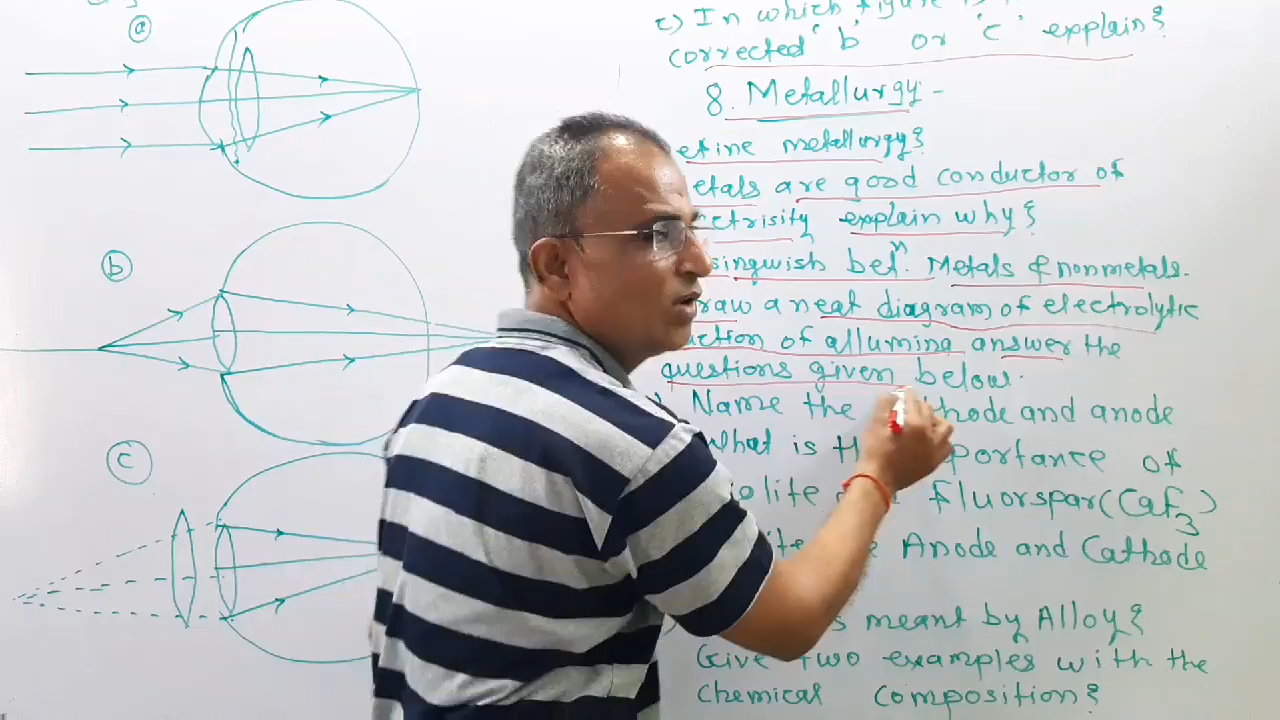 a
b
c
c) In which figure is
corrected 'b' or 'c' explain?
8. Metallurgy:-
efine metallurgy?
etals are good conductor of
ctrisity explain why?
singwish betn. Metals & nonmetals.
raw a neat diagram of electrolytic
uction of allumina answer the
questions given below.
Name the thode and anode
What is th portance of
olite fluorspar (CaF3)
ite Anode and Cathode
s meant by Alloy?
Give two examples with the
chemical composition?